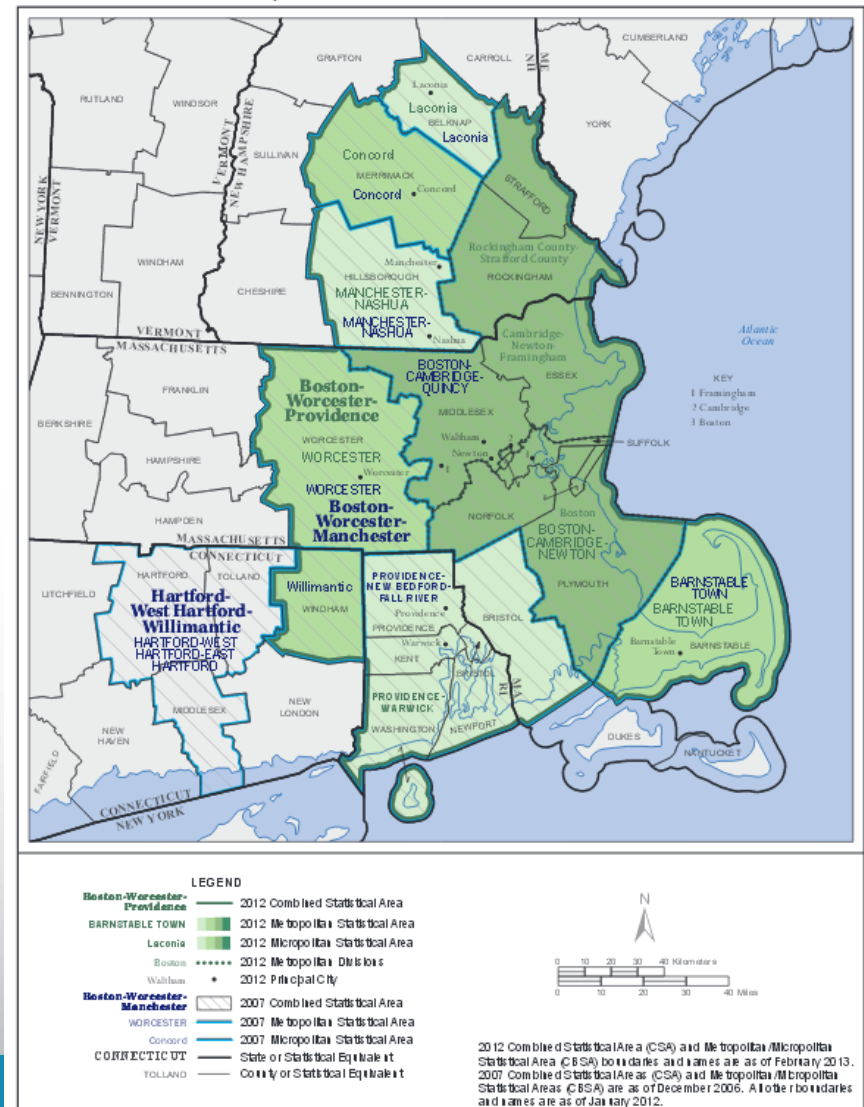 CUMBERLAND
GRAFTON
CARROLL
ME
NH
Laconia
RUTLAND
WINDSOR
Laconia
BELKNAP
Laconia
YORK
VERMONT
NEW HAMPSHIRE
SULLIVAN
Concord
MERRIMACK
Concord
Concord
STRAFFORD
NEW YORK
VERMONT
WINDHAM
Rockingham County-
Strafford County
ROCKINGHAM
Manchester
HILLSBOROUGH
CHESHIRE
MANCHESTER-
NASHUA
MANCHESTER-
NASHUA
Nashua
BENNINGTON
VERMONT
MASSACHUSETTS
Cambridge-
Newton-
Framingham
Atlantic
Ocean
BOSTON-
CAMBRIDGE-
QUINCY
ESSEX
KEY
1 Framingham
2 Cambridge
3 Boston
FRANKLIN
Boston-
Worcester-
Providence
MIDDLESEX
BERKSHIRE
WORCESTER
WORCESTER
Waltham
2
Newton
SUFFOLK
HAMPSHIRE
Worcester
1
3
WORCESTER
Boston-
Worcester-
Manchester
NORFOLK
Boston
HAMPDEN
BOSTON-
CAMBRIDGE-
NEWTON
MASSACHUSETTS
CONNECTICUT
LITCHFIELD
HARTFORD
TOLLAND
Willimantic
WINDHAM
PROVIDENCE-
NEW BEDFORD-
FALL RIVER
Providence
PROVIDENCE
PLYMOUTH
BARNSTABLE
TOWN
BARNSTABLE
TOWN
Hartford-
West Hartford-
Willimantic
HARTFORD-WEST
HARTFORD-EAST
HARTFORD
BRISTOL
Warwick
KENT
Barnstable
Town
BARNSTABLE
BRISTOL
MA
RI
MIDDLESEX
NEW
LONDON
PROVIDENCE-
WARWICK
WASHINGTON
NEWPORT
NEW
HAVEN
DUKES
NANTUCKET
FAIRFIELD
CONNECTICUT
NEW YORK
LEGEND
Boston-Worcester-
Providence
2012 Combined Statistical Area
BARNSTABLE TOWN
2012 Metropolitan Statistical Area
Laconia
2012 Micropolitan Statistical Area
Boston
2012 Metropolitan Divisions
Waltham
2012 Principal City
Boston-Worcester-
Manchester
2007 Combined Statistical Area
WORCESTER
2007 Metropolitan Statistical Area
Concord
2007 Micropolitan Statistical Area
CONNECTICUT
State or Statistical Equivalent
TOLLAND
County or Statistical Equivalent
N
0 10 20 30 40 Kilometers
0 10 20 30 40 Miles
2012 Combined Statistical Area (CSA) and Metropolitan/Micropolitan
Statistical Area (CBSA) boundaries and names are as of February 2013.
2007 Combined Statistical Areas (CSA) and Metropolitan/Micropolitan
Statistical Areas (CBSA) are as of December 2006. All other boundaries
and names are as of January 2012.